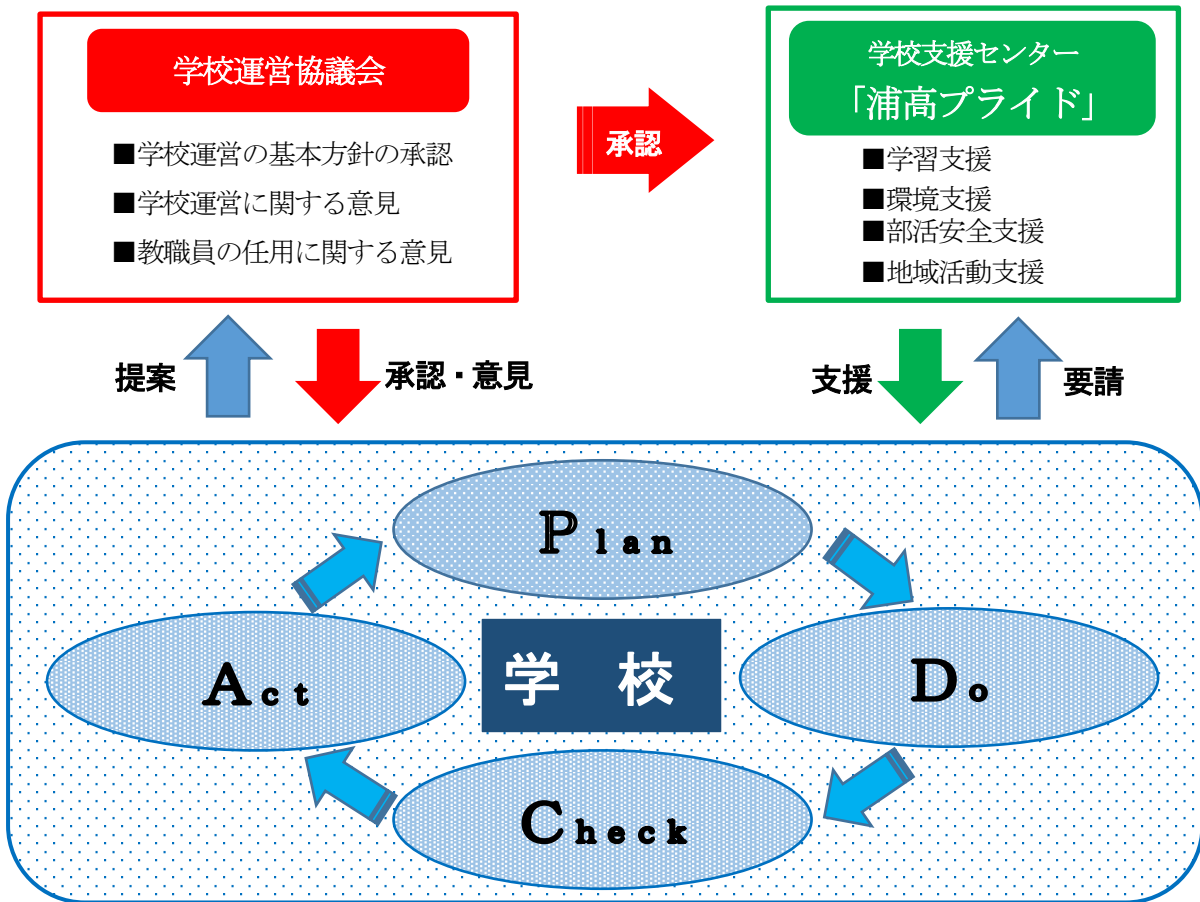 学校運営協議会
■学校運営の基本方針の承認
■学校運営に関する意見
■教職員の任用に関する意見
承認
学校支援センター
「浦高プライド」
■学習支援
■環境支援
■部活安全支援
■地域活動支援
提案
承認・意見
支援
要請
Plan
Act
学 校
Do
Check